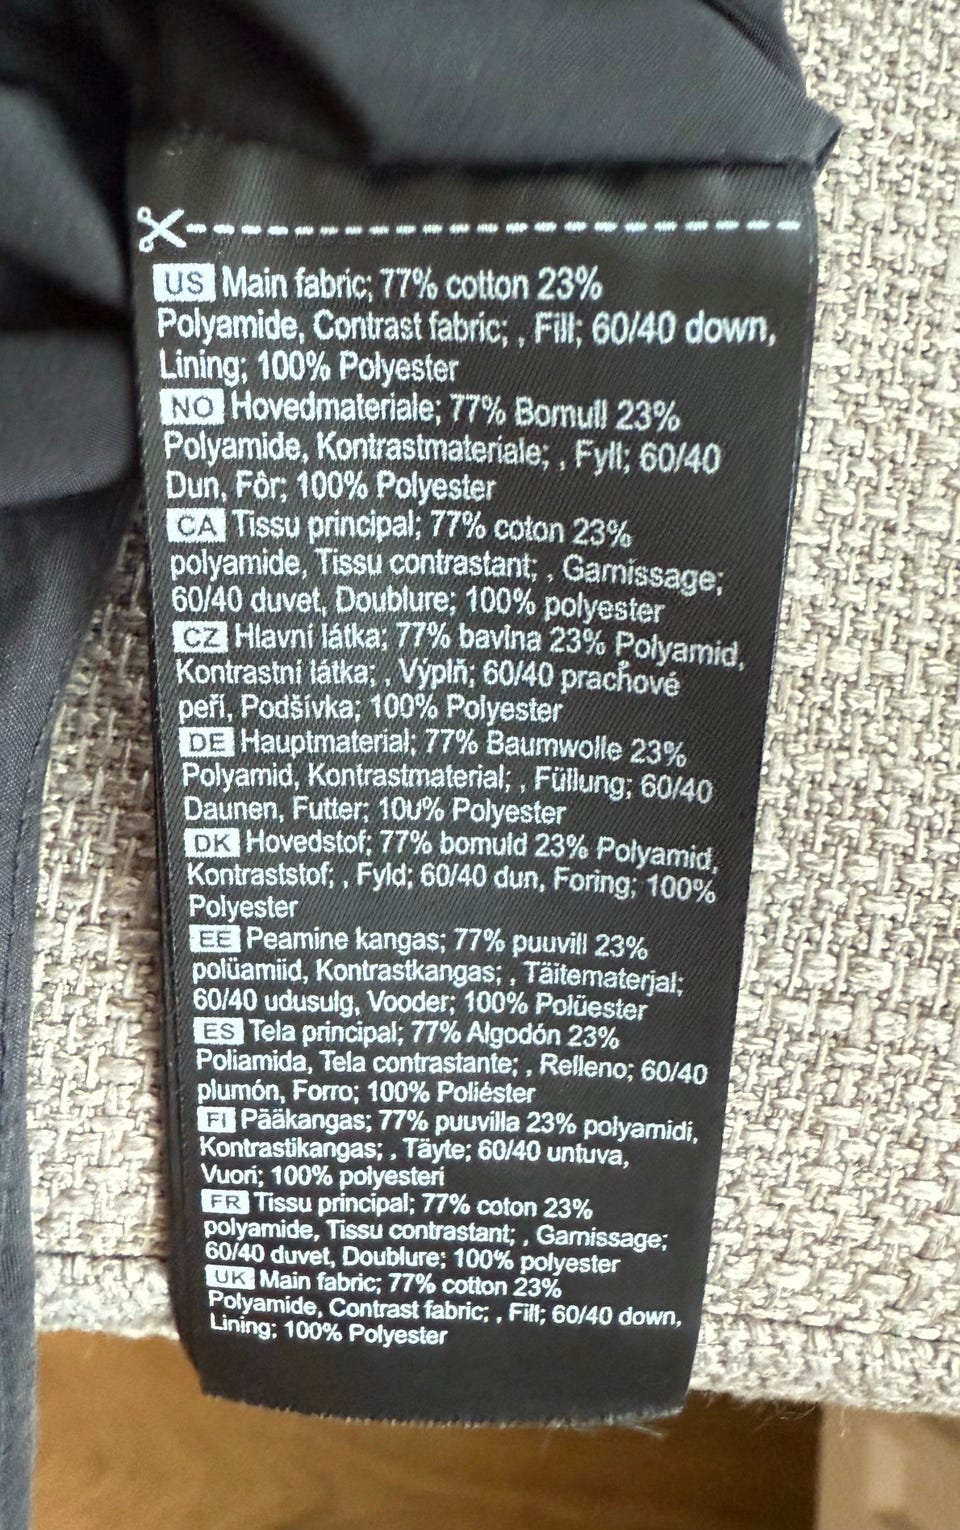 US Main fabric; 77% cotton 23%
Polyamide, Contrast fabric; , Fill; 60/40 down,
Lining; 100% Polyester
NO Hovedmateriale; 77% Bomull 23%
Polyamide, Kontrastmateriale; , Fyll; 60/40
Dun, Fôr; 100% Polyester
CA Tissu principal; 77% coton 23%
polyamide, Tissu contrastant; , Garnissage;
60/40 duvet, Doublure; 100% polyester
CZ Hlavní látka; 77% bavlna 23% Polyamid,
Kontrastní látka; , Výplň; 60/40 prachové
peří, Podšívka; 100% Polyester
DE Hauptmaterial; 77% Baumwolle 23%
Polyamid, Kontrastmaterial; , Füllung; 60/40
Daunen, Futter; 100% Polyester
DK Hovedstof; 77% bomuld 23% Polyamid,
Kontraststof; , Fyld; 60/40 dun, Foring; 100%
Polyester
EE Peamine kangas; 77% puuvill 23%
polüamiid, Kontrastkangas; , Täitematerjal;
60/40 udusulg, Vooder; 100% Polüester
ES Tela principal; 77% Algodón 23%
Poliamida, Tela contrastante; , Relleno; 60/40
plumón, Forro; 100% Poliéster
FI Pääkangas; 77% puuvilla 23% polyamidi,
Kontrastikangas; , Täyte; 60/40 untuva,
Vuori; 100% polyesteri
FR Tissu principal; 77% coton 23%
polyamide, Tissu contrastant; , Garnissage;
60/40 duvet, Doublure; 100% polyester
UK Main fabric; 77% cotton 23%
Polyamide, Contrast fabric; , Fill; 60/40 down,
Lining; 100% Polyester